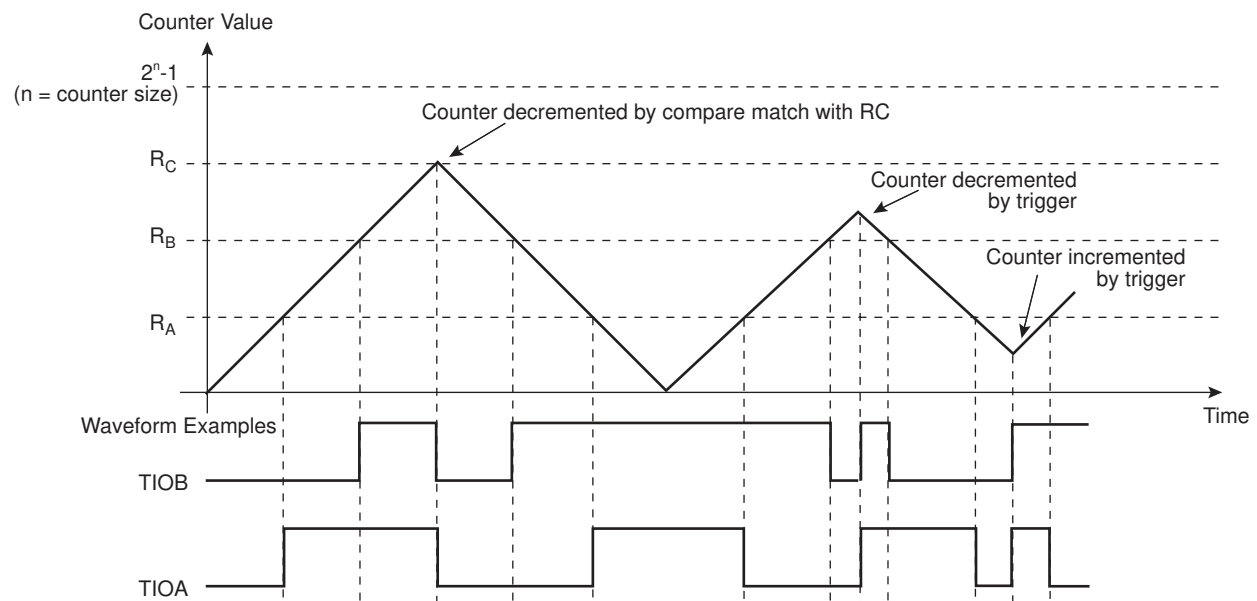 Counter Value
2ⁿ-1
(n = counter size)
Counter decremented by compare match with RC
R_C
Counter decremented
by trigger
R_B
Counter incremented
by trigger
R_A
Time
Waveform Examples
TIOB
TIOA